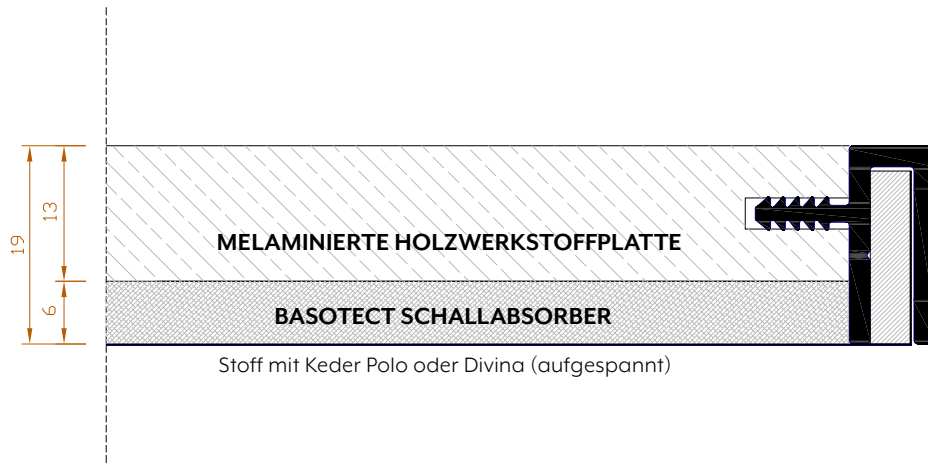 19
13
MELAMINIERTE HOLZWERKSTOFFPLATTE
6
BASOTECT SCHALLABSORBER
Stoff mit Keder Polo oder Divina (aufgespannt)